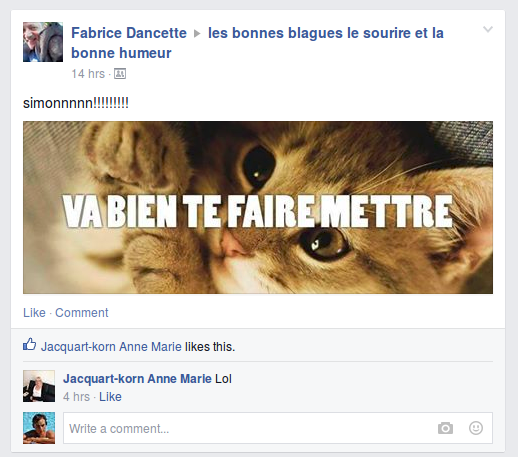 Fabrice Dancette ▸ les bonnes blagues le sourire et la
bonne humeur
14 hrs ·
simonnnnn!!!!!!!!!
VA BIEN TE FAIRE METTRE
Like · Comment
Jacquart-korn Anne Marie likes this.
Jacquart-korn Anne Marie Lol
4 hrs · Like
Write a comment...